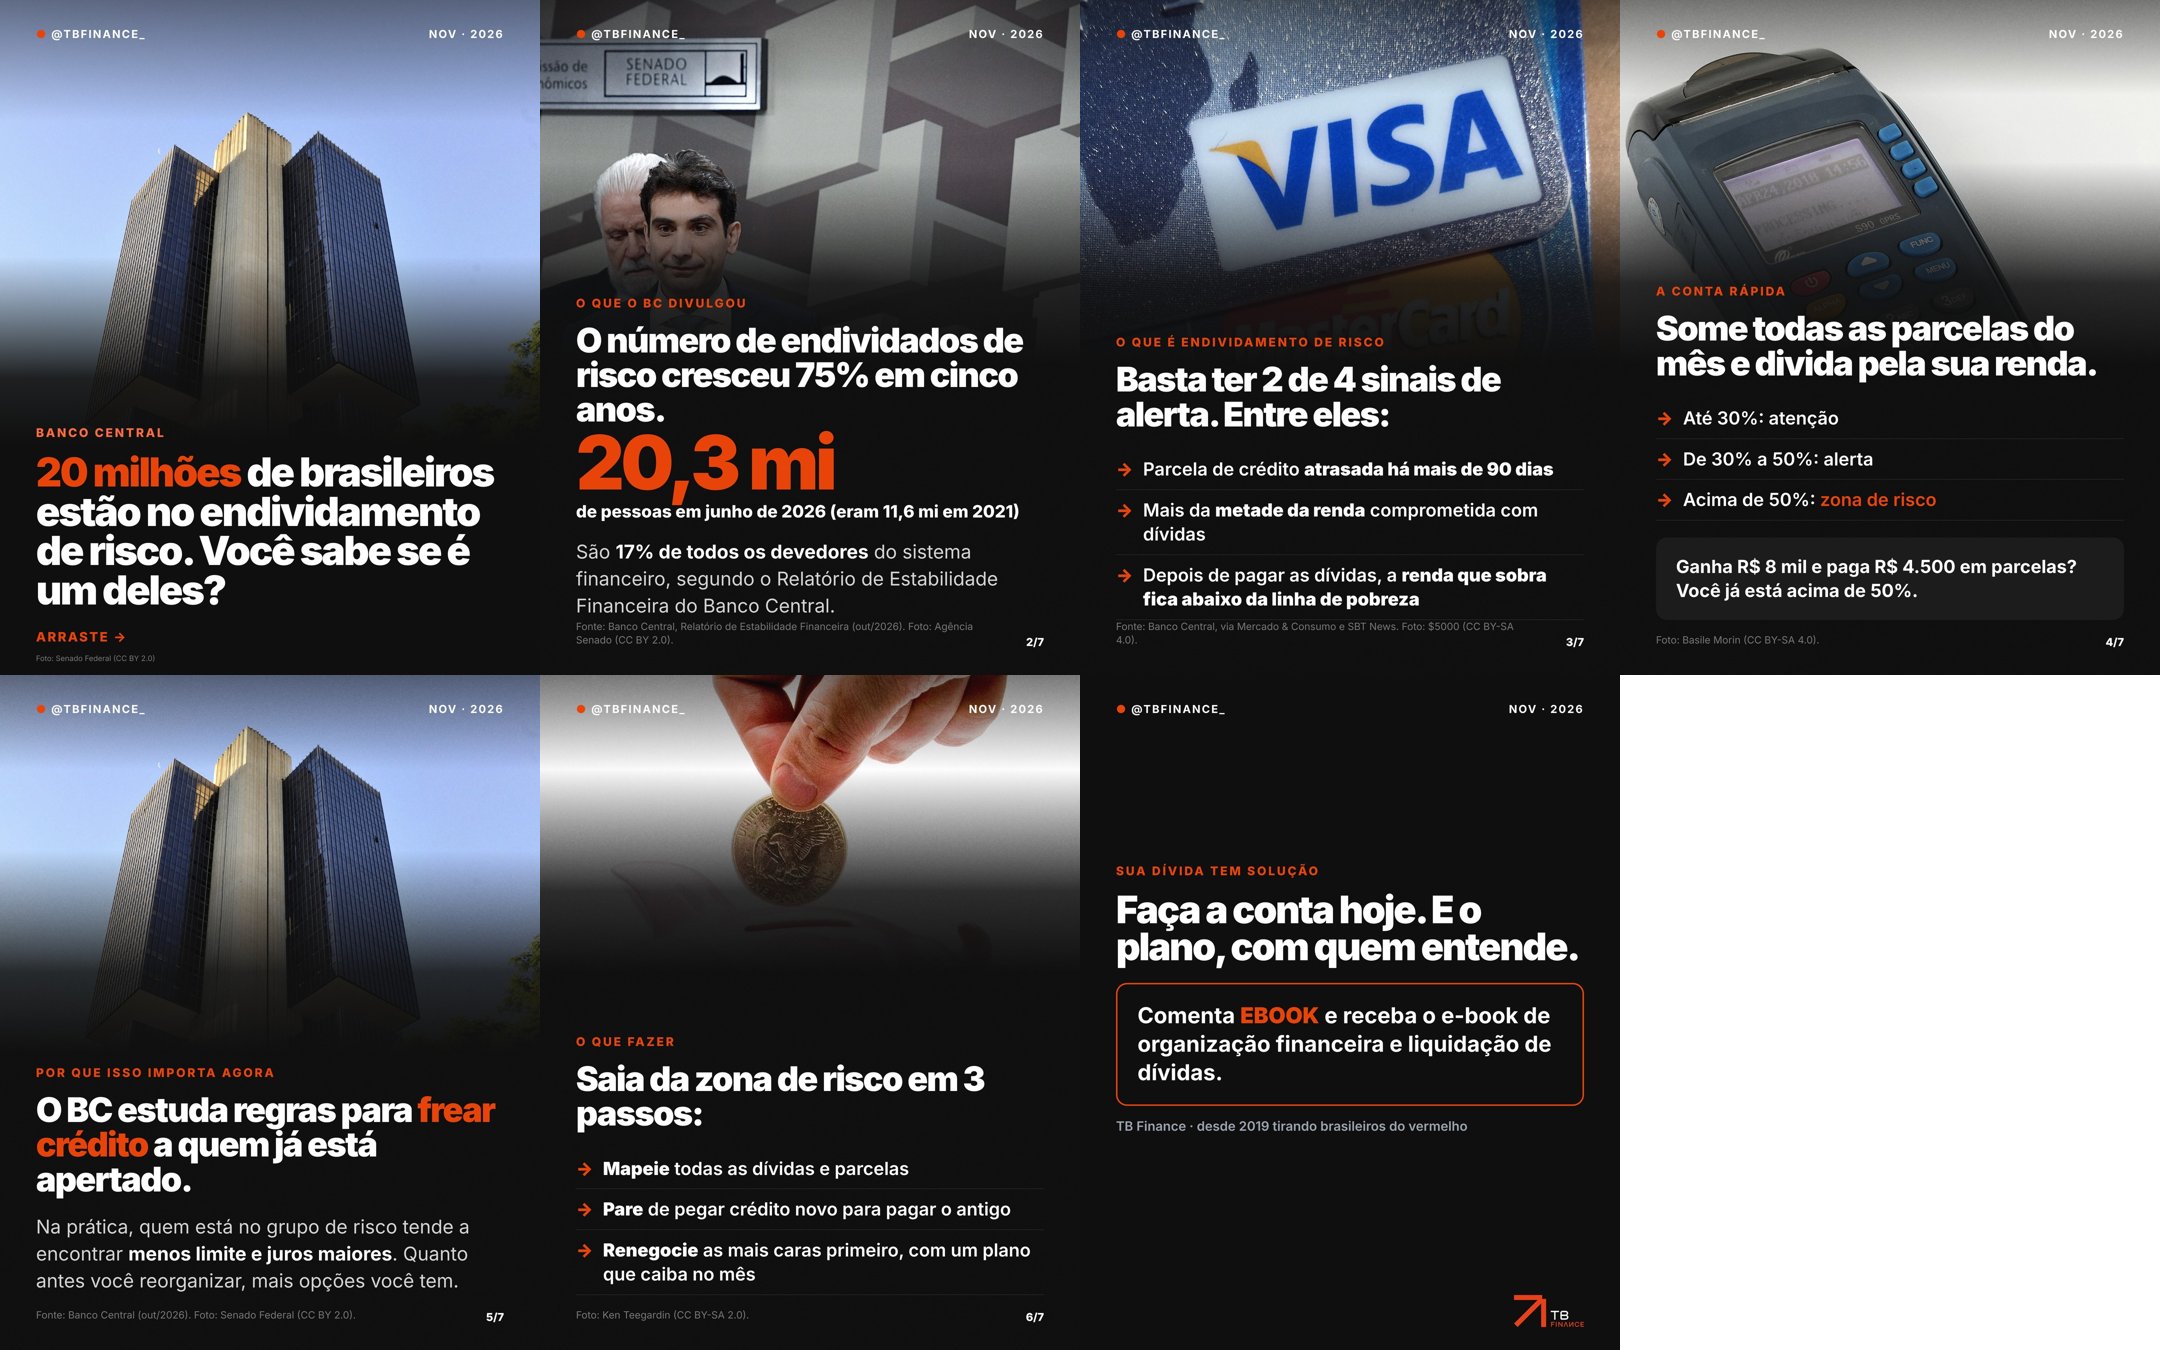 @TBFINANCE_
NOV · 2026
BANCO CENTRAL
20 milhões de brasileiros
estão no endividamento
de risco. Você sabe se é
um deles?
ARRASTE →
Foto: Senado Federal (CC BY 2.0)
@TBFINANCE_
NOV · 2026
ssão de
nômicos
SENADO
FEDERAL
O QUE O BC DIVULGOU
O número de endividados de
risco cresceu 75% em cinco
anos.
20,3 mi
de pessoas em junho de 2026 (eram 11,6 mi em 2021)
São 17% de todos os devedores do sistema
financeiro, segundo o Relatório de Estabilidade
Financeira do Banco Central.
Fonte: Banco Central, Relatório de Estabilidade Financeira (out/2026). Foto: Agência
Senado (CC BY 2.0).
2/7
@TBFINANCE_
NOV · 2026
VISA
MasterCard
O QUE É ENDIVIDAMENTO DE RISCO
Basta ter 2 de 4 sinais de
alerta. Entre eles:
→ Parcela de crédito atrasada há mais de 90 dias
→ Mais da metade da renda comprometida com
dívidas
→ Depois de pagar as dívidas, a renda que sobra
fica abaixo da linha de pobreza
Fonte: Banco Central, via Mercado & Consumo e SBT News. Foto: $5000 (CC BY-SA
4.0).
3/7
@TBFINANCE_
NOV · 2026
S90 GPRS
FUNC
MENU
A CONTA RÁPIDA
Some todas as parcelas do
mês e divida pela sua renda.
→ Até 30%: atenção
→ De 30% a 50%: alerta
→ Acima de 50%: zona de risco
Ganha R$ 8 mil e paga R$ 4.500 em parcelas?
Você já está acima de 50%.
Foto: Basile Morin (CC BY-SA 4.0).
4/7
@TBFINANCE_
NOV · 2026
POR QUE ISSO IMPORTA AGORA
O BC estuda regras para frear
crédito a quem já está
apertado.
Na prática, quem está no grupo de risco tende a
encontrar menos limite e juros maiores. Quanto
antes você reorganizar, mais opções você tem.
Fonte: Banco Central (out/2026). Foto: Senado Federal (CC BY 2.0).
5/7
@TBFINANCE_
NOV · 2026
O QUE FAZER
Saia da zona de risco em 3
passos:
→ Mapeie todas as dívidas e parcelas
→ Pare de pegar crédito novo para pagar o antigo
→ Renegocie as mais caras primeiro, com um plano
que caiba no mês
Foto: Ken Teegardin (CC BY-SA 2.0).
6/7
@TBFINANCE_
NOV · 2026
SUA DÍVIDA TEM SOLUÇÃO
Faça a conta hoje. E o
plano, com quem entende.
Comenta EBOOK e receba o e-book de
organização financeira e liquidação de
dívidas.
TB Finance · desde 2019 tirando brasileiros do vermelho
TB
FINANCE